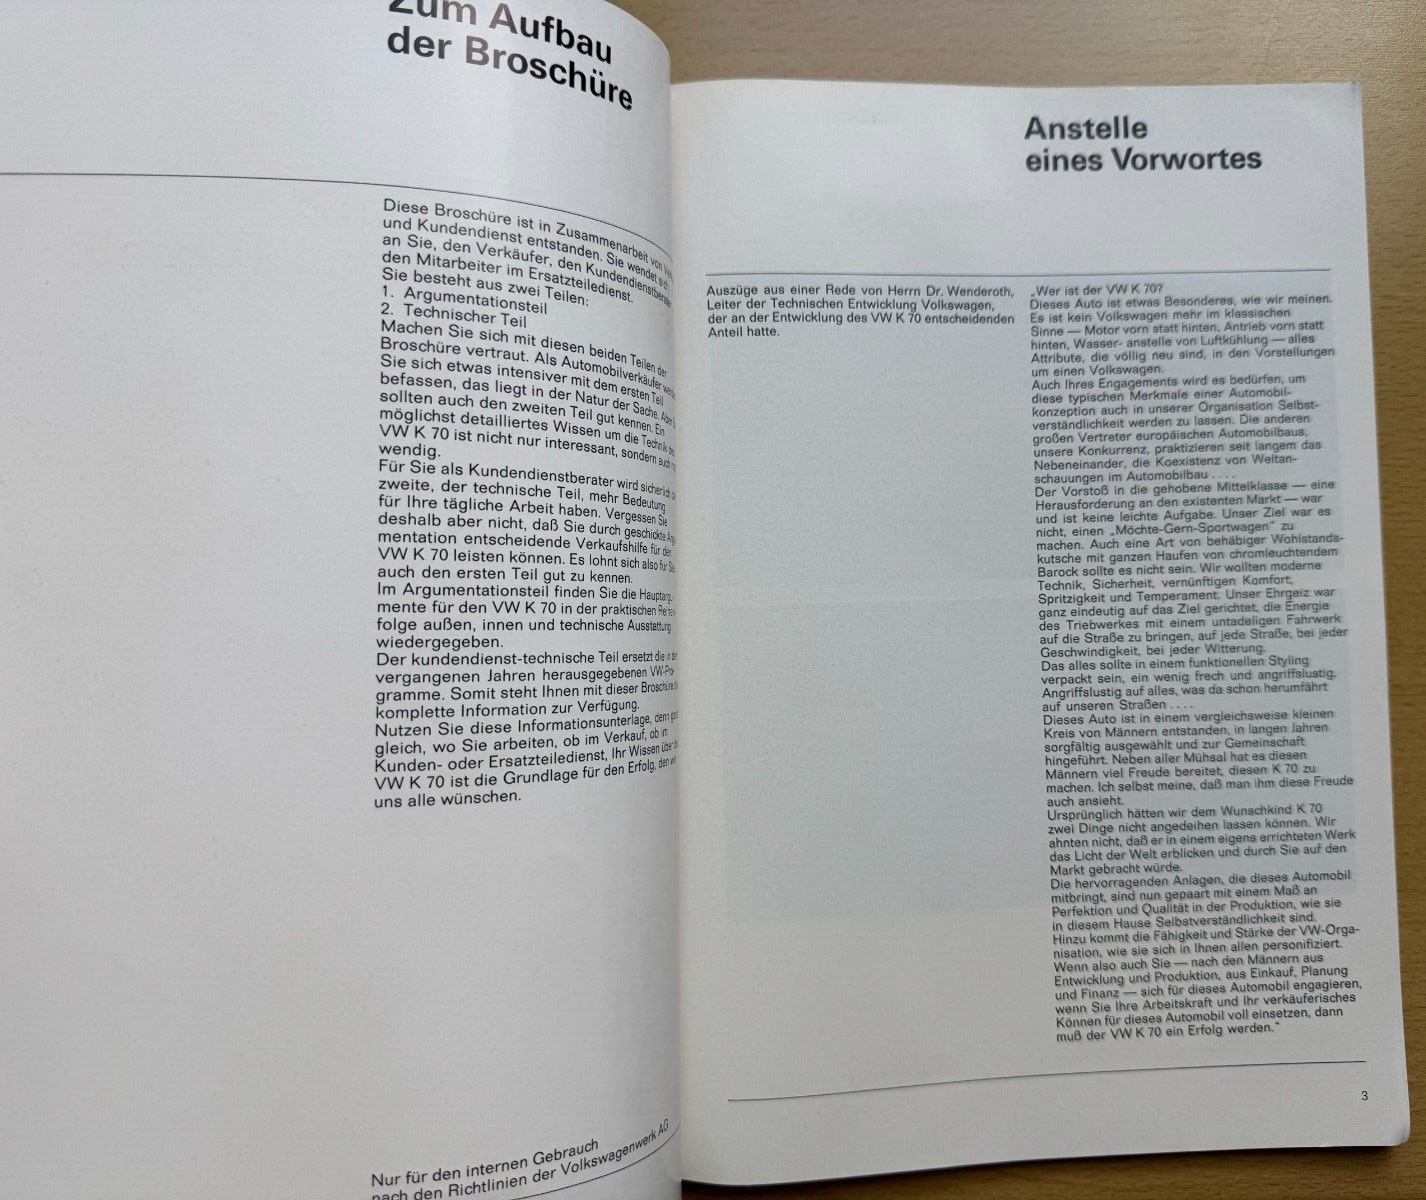 Zum Aufbau
der Broschüre
Diese Broschüre ist in Zusammenarbeit von
und Kundendienst entstanden. Sie wendet sich
an Sie, den Verkäufer, den Kundendienstberater
den Mitarbeiter im Ersatzteiledienst.
Sie besteht aus zwei Teilen:
1. Argumentationsteil
2. Technischer Teil
Machen Sie sich mit diesen beiden Teilen der
Broschüre vertraut. Als Automobilverkäufer
Sie sich etwas intensiver mit dem ersten Teil
befassen, das liegt in der Natur der Sache. Aber
sollten auch den zweiten Teil gut kennen. Ein
möglichst detailliertes Wissen um die Technik
VW K 70 ist nicht nur interessant, sondern auch
wendig.
Für Sie als Kundendienstberater wird sicherlich
zweite, der technische Teil, mehr Bedeutung
für Ihre tägliche Arbeit haben. Vergessen Sie
deshalb aber nicht, daß Sie durch geschickte
mentation entscheidende Verkaufshilfe für den
VW K 70 leisten können. Es lohnt sich also für Sie
auch den ersten Teil gut zu kennen.
Im Argumentationsteil finden Sie die Hauptargu-
mente für den VW K 70 in der praktischen Reihen-
folge außen, innen und technische Ausstattung
wiedergegeben.
Der kundendienst-technische Teil ersetzt die in den
vergangenen Jahren herausgegebenen VW-Pro-
gramme. Somit steht Ihnen mit dieser Broschüre
komplette Information zur Verfügung.
Nutzen Sie diese Informationsunterlage, denn ganz
gleich, wo Sie arbeiten, ob im Verkauf, ob im
Kunden- oder Ersatzteiledienst, Ihr Wissen über
VW K 70 ist die Grundlage für den Erfolg, den wir
uns alle wünschen.
Nur für den internen Gebrauch
nach den Richtlinien der Volkswagenwerk AG
Anstelle
eines Vorwortes
Auszüge aus einer Rede von Herrn Dr. Wenderoth,
Leiter der Technischen Entwicklung Volkswagen,
der an der Entwicklung des VW K 70 entscheidenden
Anteil hatte.
„Wer ist der VW K 70?
Dieses Auto ist etwas Besonderes, wie wir meinen.
Es ist kein Volkswagen mehr im klassischen
Sinne — Motor vorn statt hinten, Antrieb vorn statt
hinten, Wasser- anstelle von Luftkühlung — alles
Attribute, die völlig neu sind, in den Vorstellungen
um einen Volkswagen.
Auch Ihres Engagements wird es bedürfen, um
diese typischen Merkmale einer Automobil-
konzeption auch in unserer Organisation Selbst-
verständlichkeit werden zu lassen. Die anderen
großen Vertreter europäischen Automobilbaus,
unsere Konkurrenz, praktizieren seit langem das
Nebeneinander, die Koexistenz von Weltan-
schauungen im Automobilbau . . . .
Der Vorstoß in die gehobene Mittelklasse — eine
Herausforderung an den existenten Markt — war
und ist keine leichte Aufgabe. Unser Ziel war es
nicht, einen „Möchte-Gern-Sportwagen“ zu
machen. Auch eine Art von behäbiger Wohlstands-
kutsche mit ganzen Haufen von chromleuchtendem
Barock sollte es nicht sein. Wir wollten moderne
Technik, Sicherheit, vernünftigen Komfort,
Spritzigkeit und Temperament. Unser Ehrgeiz war
ganz eindeutig auf das Ziel gerichtet, die Energie
des Triebwerkes mit einem untadeligen Fahrwerk
auf die Straße zu bringen, auf jede Straße, bei jeder
Geschwindigkeit, bei jeder Witterung.
Das alles sollte in einem funktionellen Styling
verpackt sein, ein wenig frech und angriffslustig.
Angriffslustig auf alles, was da schon herumfährt
auf unseren Straßen . . . .
Dieses Auto ist in einem vergleichsweise kleinen
Kreis von Männern entstanden, in langen Jahren
sorgfältig ausgewählt und zur Gemeinschaft
hingeführt. Neben aller Mühsal hat es diesen
Männern viel Freude bereitet, diesen K 70 zu
machen. Ich selbst meine, daß man ihm diese Freude
auch ansieht.
Ursprünglich hätten wir dem Wunschkind K 70
zwei Dinge nicht angedeihen lassen können. Wir
ahnten nicht, daß er in einem eigens errichteten Werk
das Licht der Welt erblicken und durch Sie auf den
Markt gebracht würde.
Die hervorragenden Anlagen, die dieses Automobil
mitbringt, sind nun gepaart mit einem Maß an
Perfektion und Qualität in der Produktion, wie sie
in diesem Hause Selbstverständlichkeit sind.
Hinzu kommt die Fähigkeit und Stärke der VW-Orga-
nisation, wie sie sich in Ihnen allen personifiziert.
Wenn also auch Sie — nach den Männern aus
Entwicklung und Produktion, aus Einkauf, Planung
und Finanz — sich für dieses Automobil engagieren,
wenn Sie Ihre Arbeitskraft und Ihr verkäuferisches
Können für dieses Automobil voll einsetzen, dann
muß der VW K 70 ein Erfolg werden.“
3